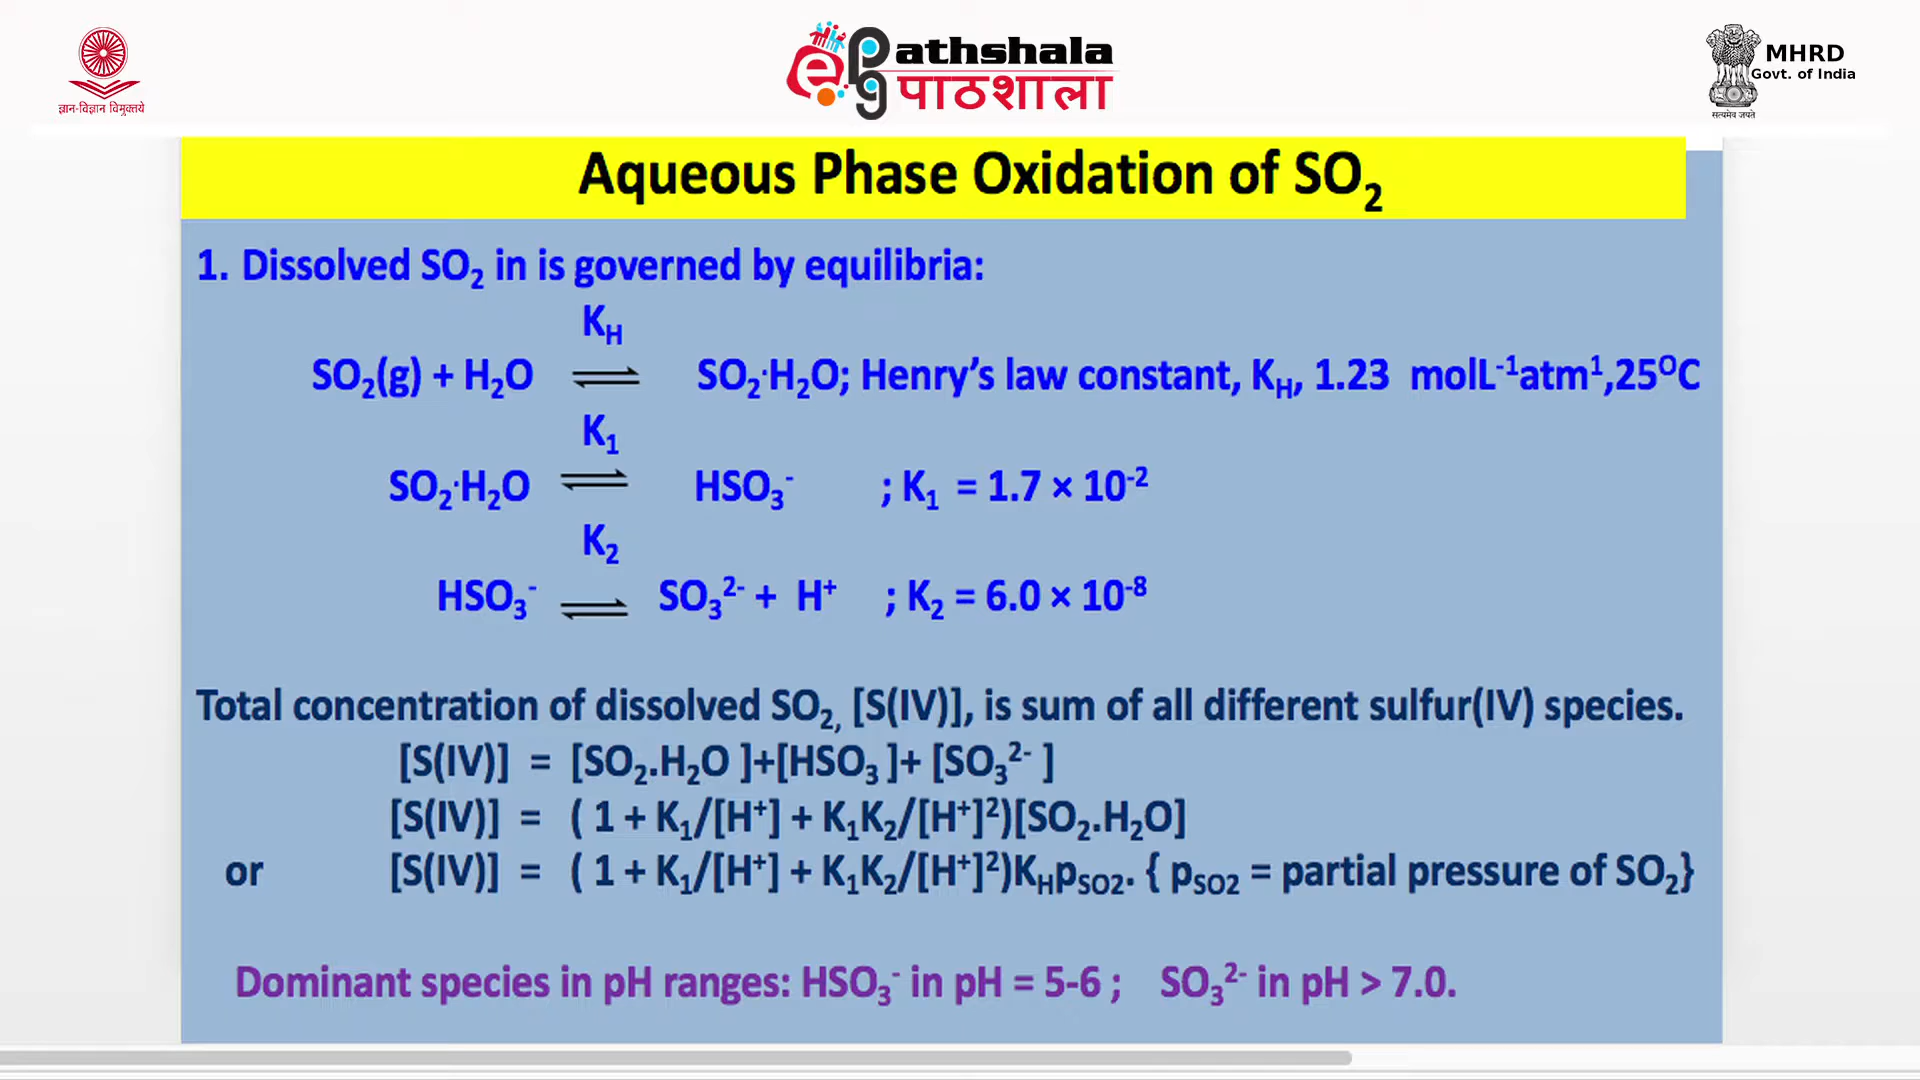 ज्ञान-विज्ञान विमुक्तये
ePGathshala
पाठशाला
MHRD
Govt. of India
सत्यमेव जयते
Aqueous Phase Oxidation of SO₂
1. Dissolved SO₂ in is governed by equilibria:
K_H
SO₂(g) + H₂O ⇌ SO₂·H₂O; Henry’s law constant, K_H, 1.23 molL⁻¹atm¹,25ᴼC
K₁
SO₂·H₂O ⇌ HSO₃⁻ ; K₁ = 1.7 × 10⁻²
K₂
HSO₃⁻ ⇌ SO₃²⁻ + H⁺ ; K₂ = 6.0 × 10⁻⁸
Total concentration of dissolved SO₂, [S(IV)], is sum of all different sulfur(IV) species.
[S(IV)] = [SO₂.H₂O ]+[HSO₃ ]+ [SO₃²⁻ ]
[S(IV)] = ( 1 + K₁/[H⁺] + K₁K₂/[H⁺]²)[SO₂.H₂O]
or [S(IV)] = ( 1 + K₁/[H⁺] + K₁K₂/[H⁺]²)K_Hp_SO2. { p_SO2 = partial pressure of SO₂}
Dominant species in pH ranges: HSO₃⁻ in pH = 5-6 ; SO₃²⁻ in pH > 7.0.